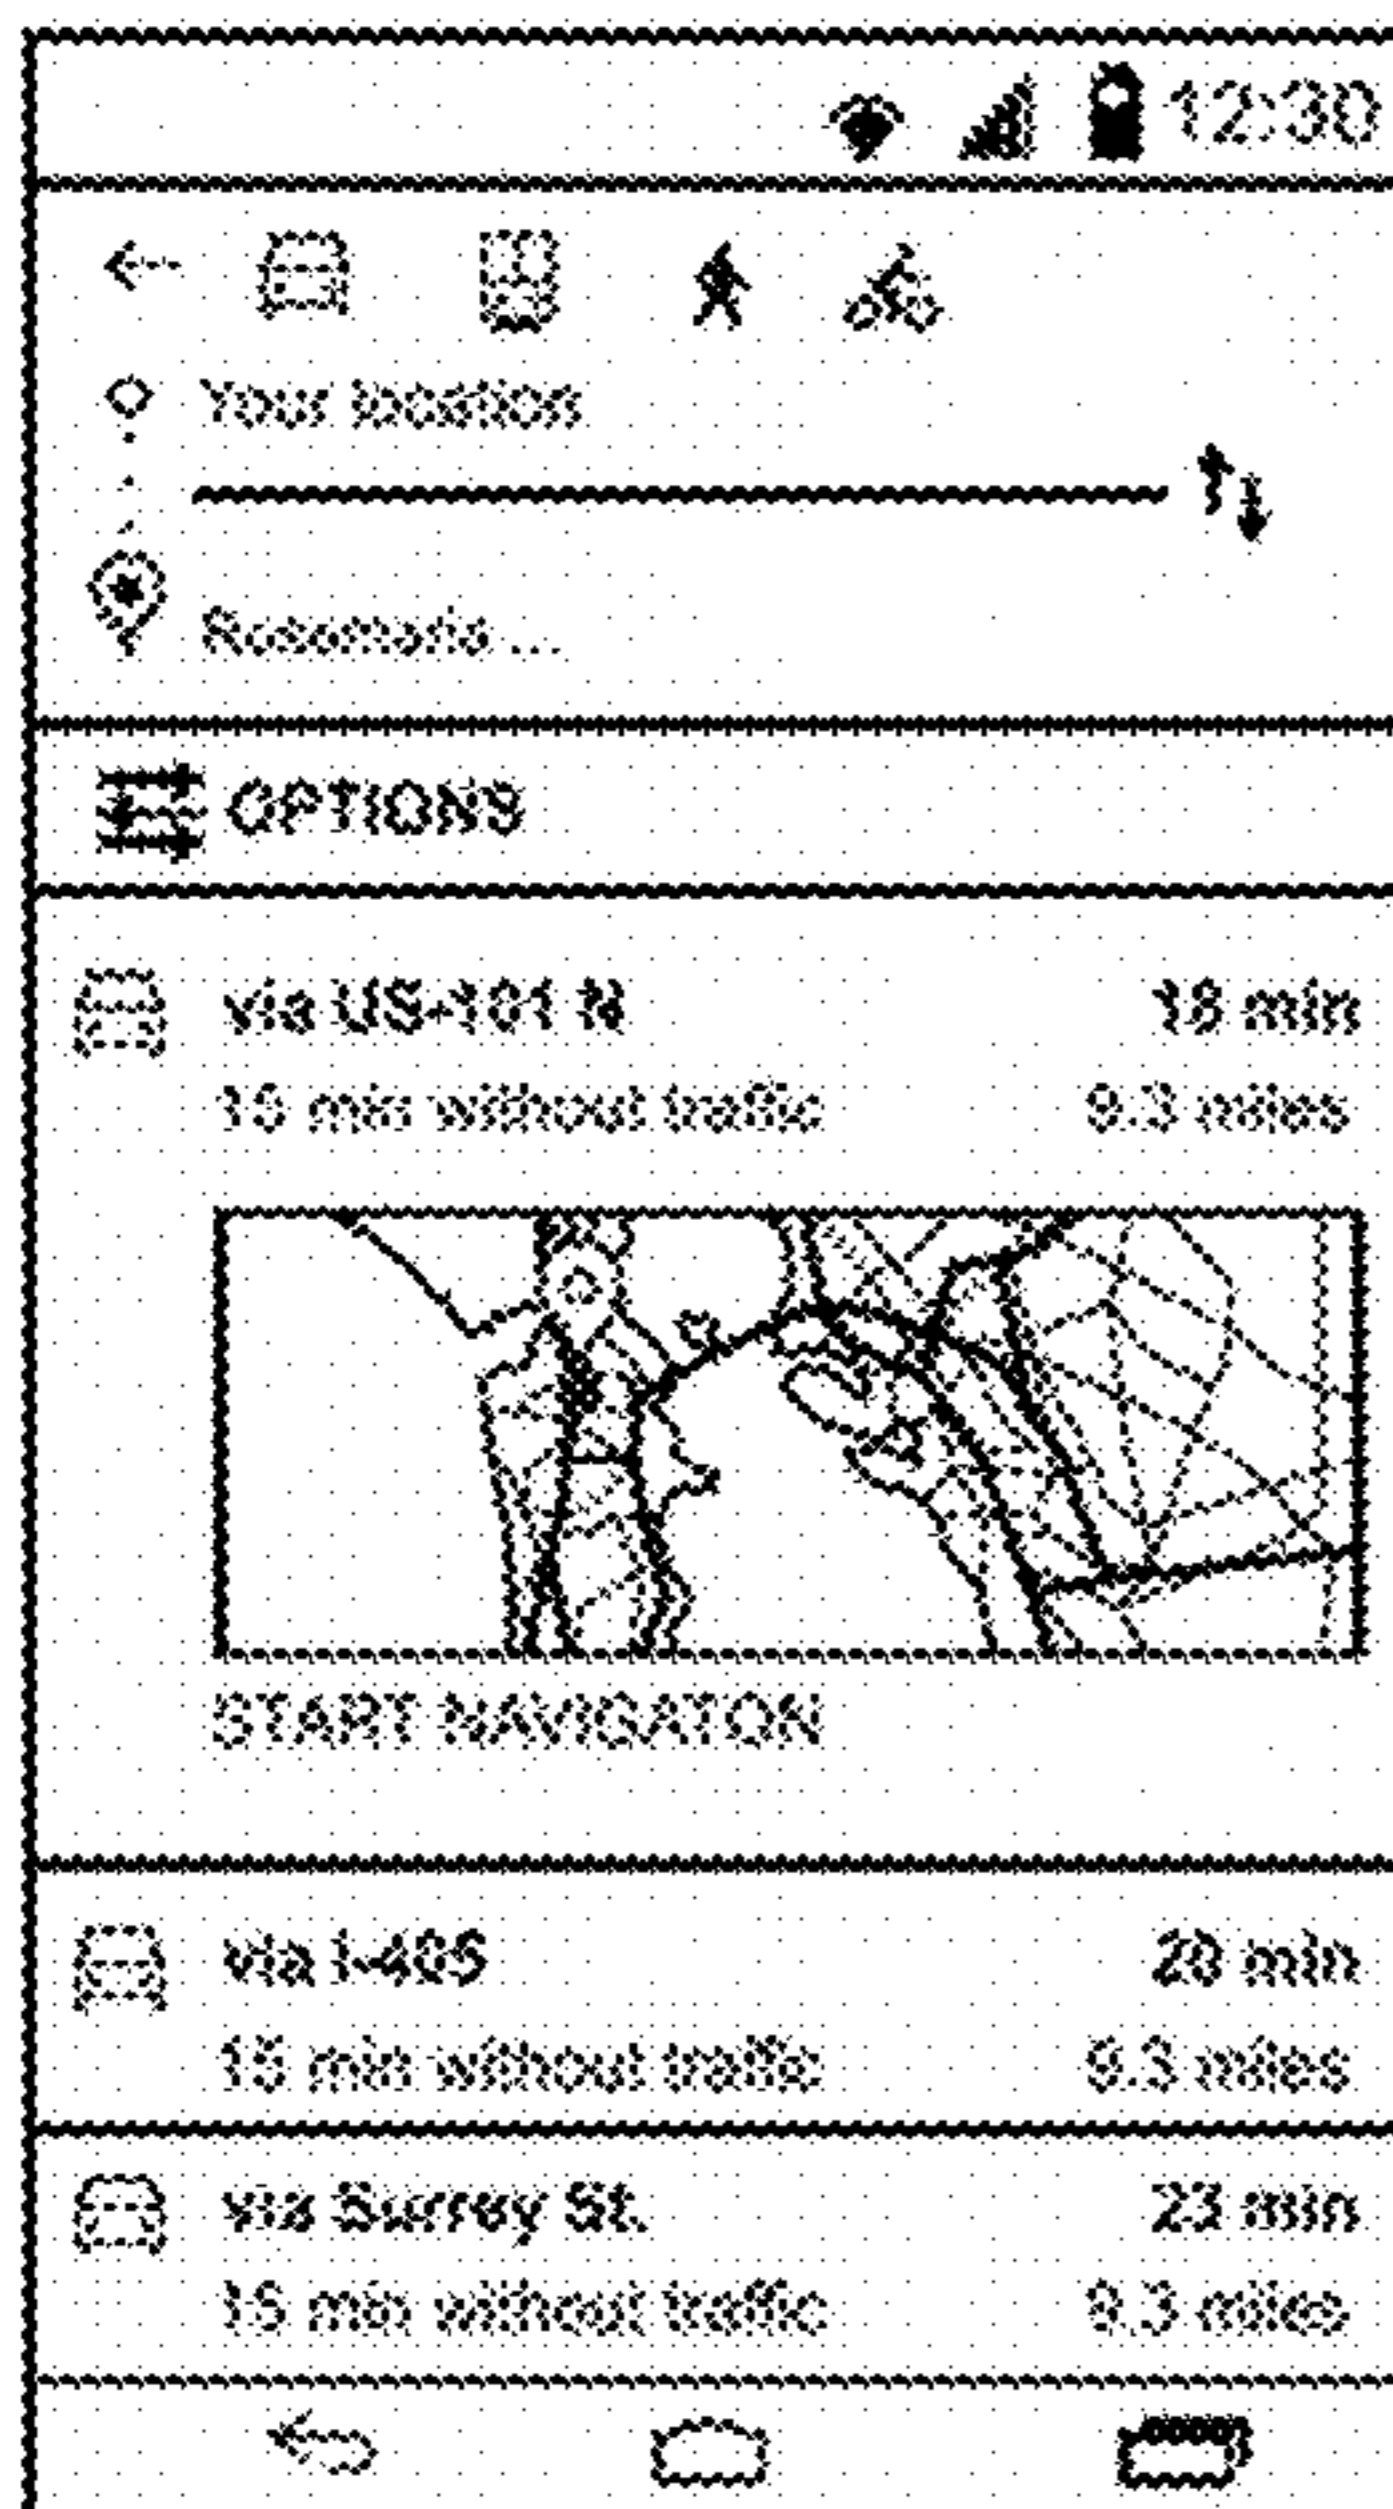 12:30
Your location
Rosamaria ...
OPTIONS
via US-101 N 18 min
15 min without traffic 9.3 miles
START NAVIGATON
via I-405 20 min
15 min without traffic 9.3 miles
via Surrey St. 23 min
15 min without traffic 9.3 miles